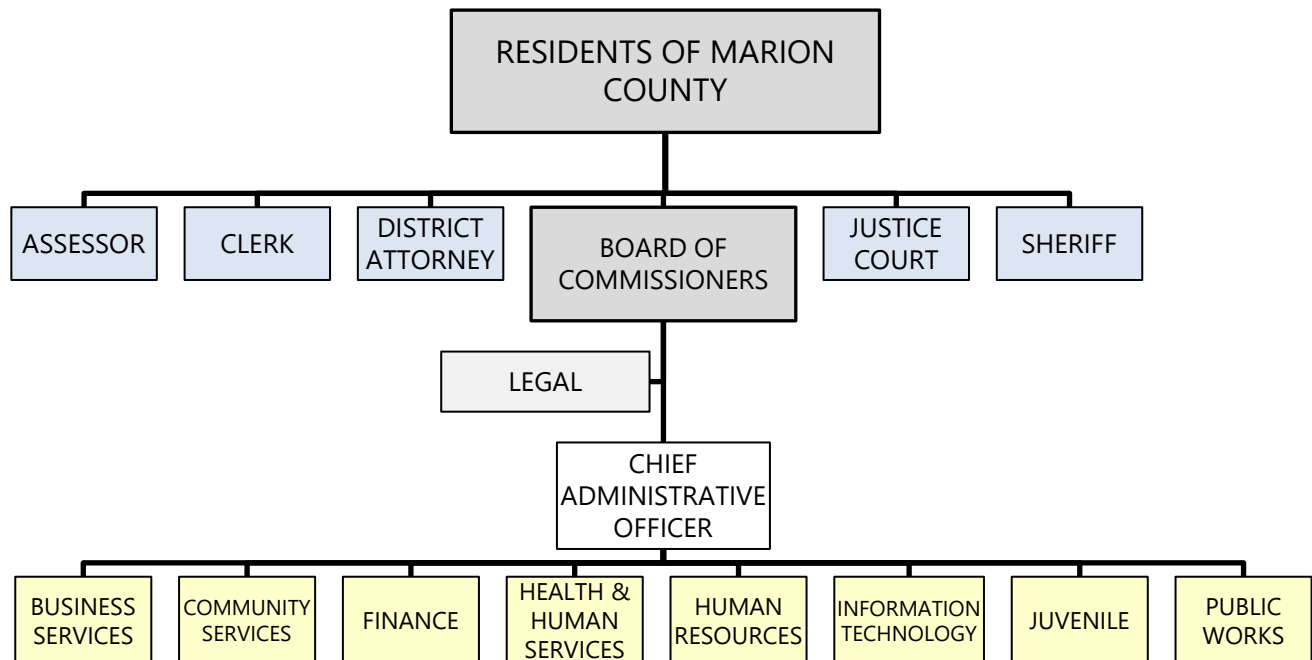 RESIDENTS OF MARION
COUNTY
ASSESSOR
CLERK
DISTRICT
ATTORNEY
BOARD OF
COMMISSIONERS
JUSTICE
COURT
SHERIFF
LEGAL
CHIEF
ADMINISTRATIVE
OFFICER
BUSINESS
SERVICES
COMMUNITY
SERVICES
FINANCE
HEALTH &
HUMAN
SERVICES
HUMAN
RESOURCES
INFORMATION
TECHNOLOGY
JUVENILE
PUBLIC
WORKS